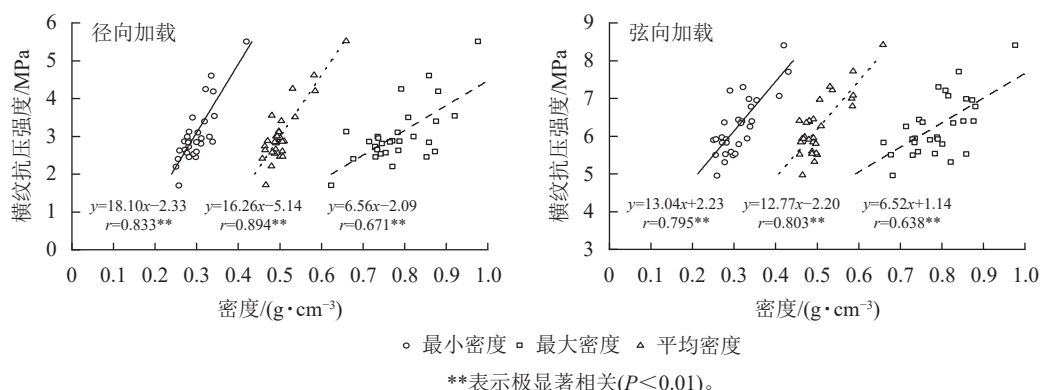 径向加载
横纹抗压强度/MPa
6
5
4
3
2
1
0
y=18.10x−2.33 y=16.26x−5.14 y=6.56x−2.09
r=0.833** r=0.894** r=0.671**
0 0.1 0.2 0.3 0.4 0.5 0.6 0.7 0.8 0.9 1.0
密度/(g·cm⁻³)
弦向加载
横纹抗压强度/MPa
9
8
7
6
5
4
3
y=13.04x+2.23 y=12.77x−2.20 y=6.52x+1.14
r=0.795** r=0.803** r=0.638**
0 0.1 0.2 0.3 0.4 0.5 0.6 0.7 0.8 0.9 1.0
密度/(g·cm⁻³)
最小密度 最大密度 平均密度
**表示极显著相关(P＜0.01)。